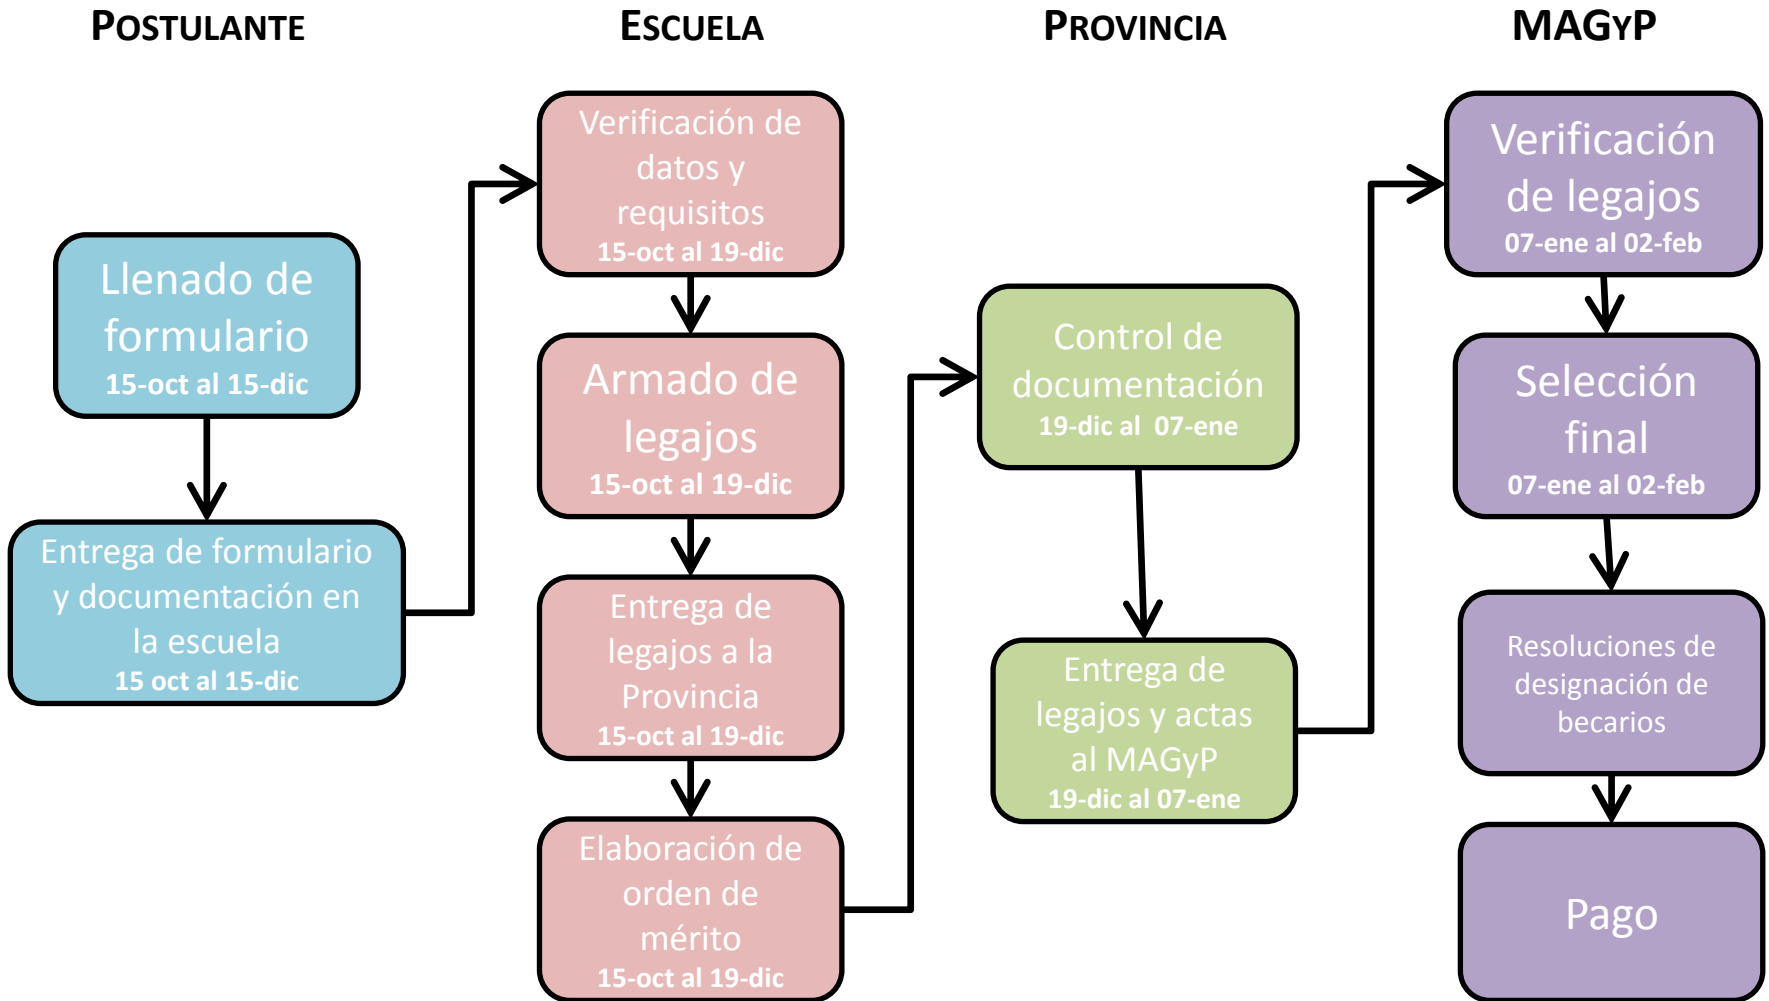 POSTULANTE
ESCUELA
PROVINCIA
MAGYP
Llenado de
formulario
15-oct al 15-dic
Entrega de formulario
y documentación en
la escuela
15 oct al 15-dic
Verificación de
datos y
requisitos
15-oct al 19-dic
Armado de
legajos
15-oct al 19-dic
Entrega de
legajos a la
Provincia
15-oct al 19-dic
Elaboración de
orden de
mérito
15-oct al 19-dic
Control de
documentación
19-dic al 07-ene
Entrega de
legajos y actas
al MAGyP
19-dic al 07-ene
Verificación
de legajos
07-ene al 02-feb
Selección
final
07-ene al 02-feb
Resoluciones de
designación de
becarios
Pago